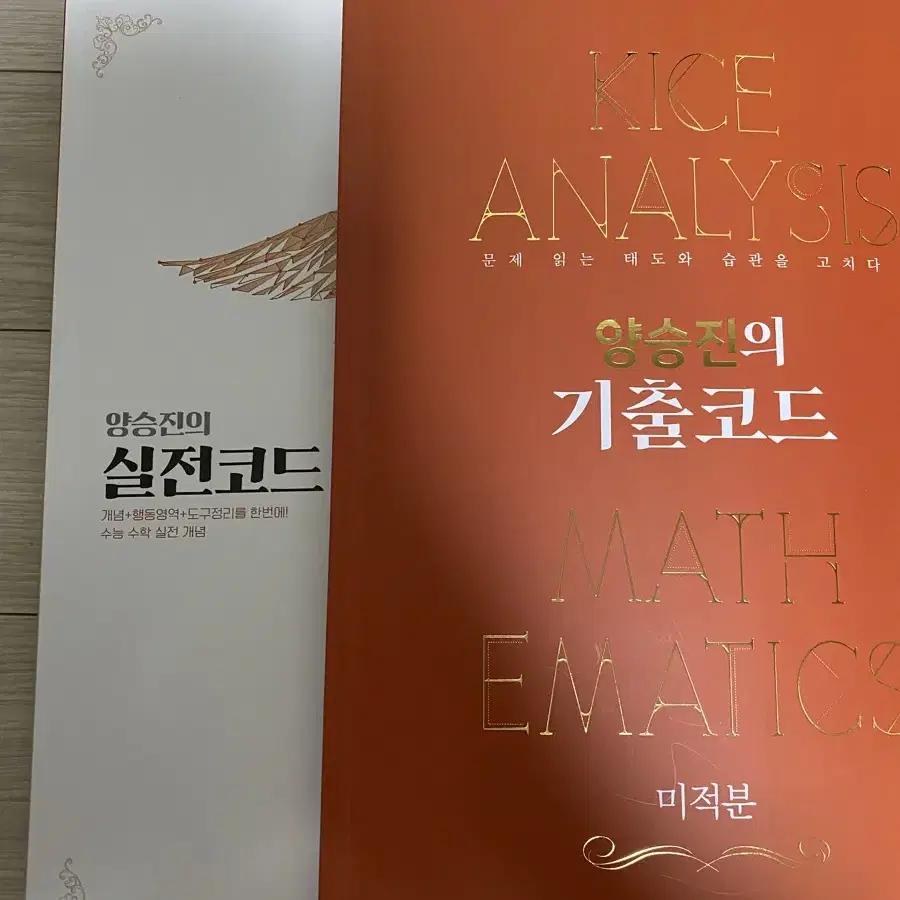 양승진의
실전코드
개념+행동영역+도구정리를 한번에!
수능 수학 실전 개념
KICE
ANALYSIS
문제 읽는 태도와 습관을 고치다
양승진의
기출코드
MATH
EMATICS
미적분